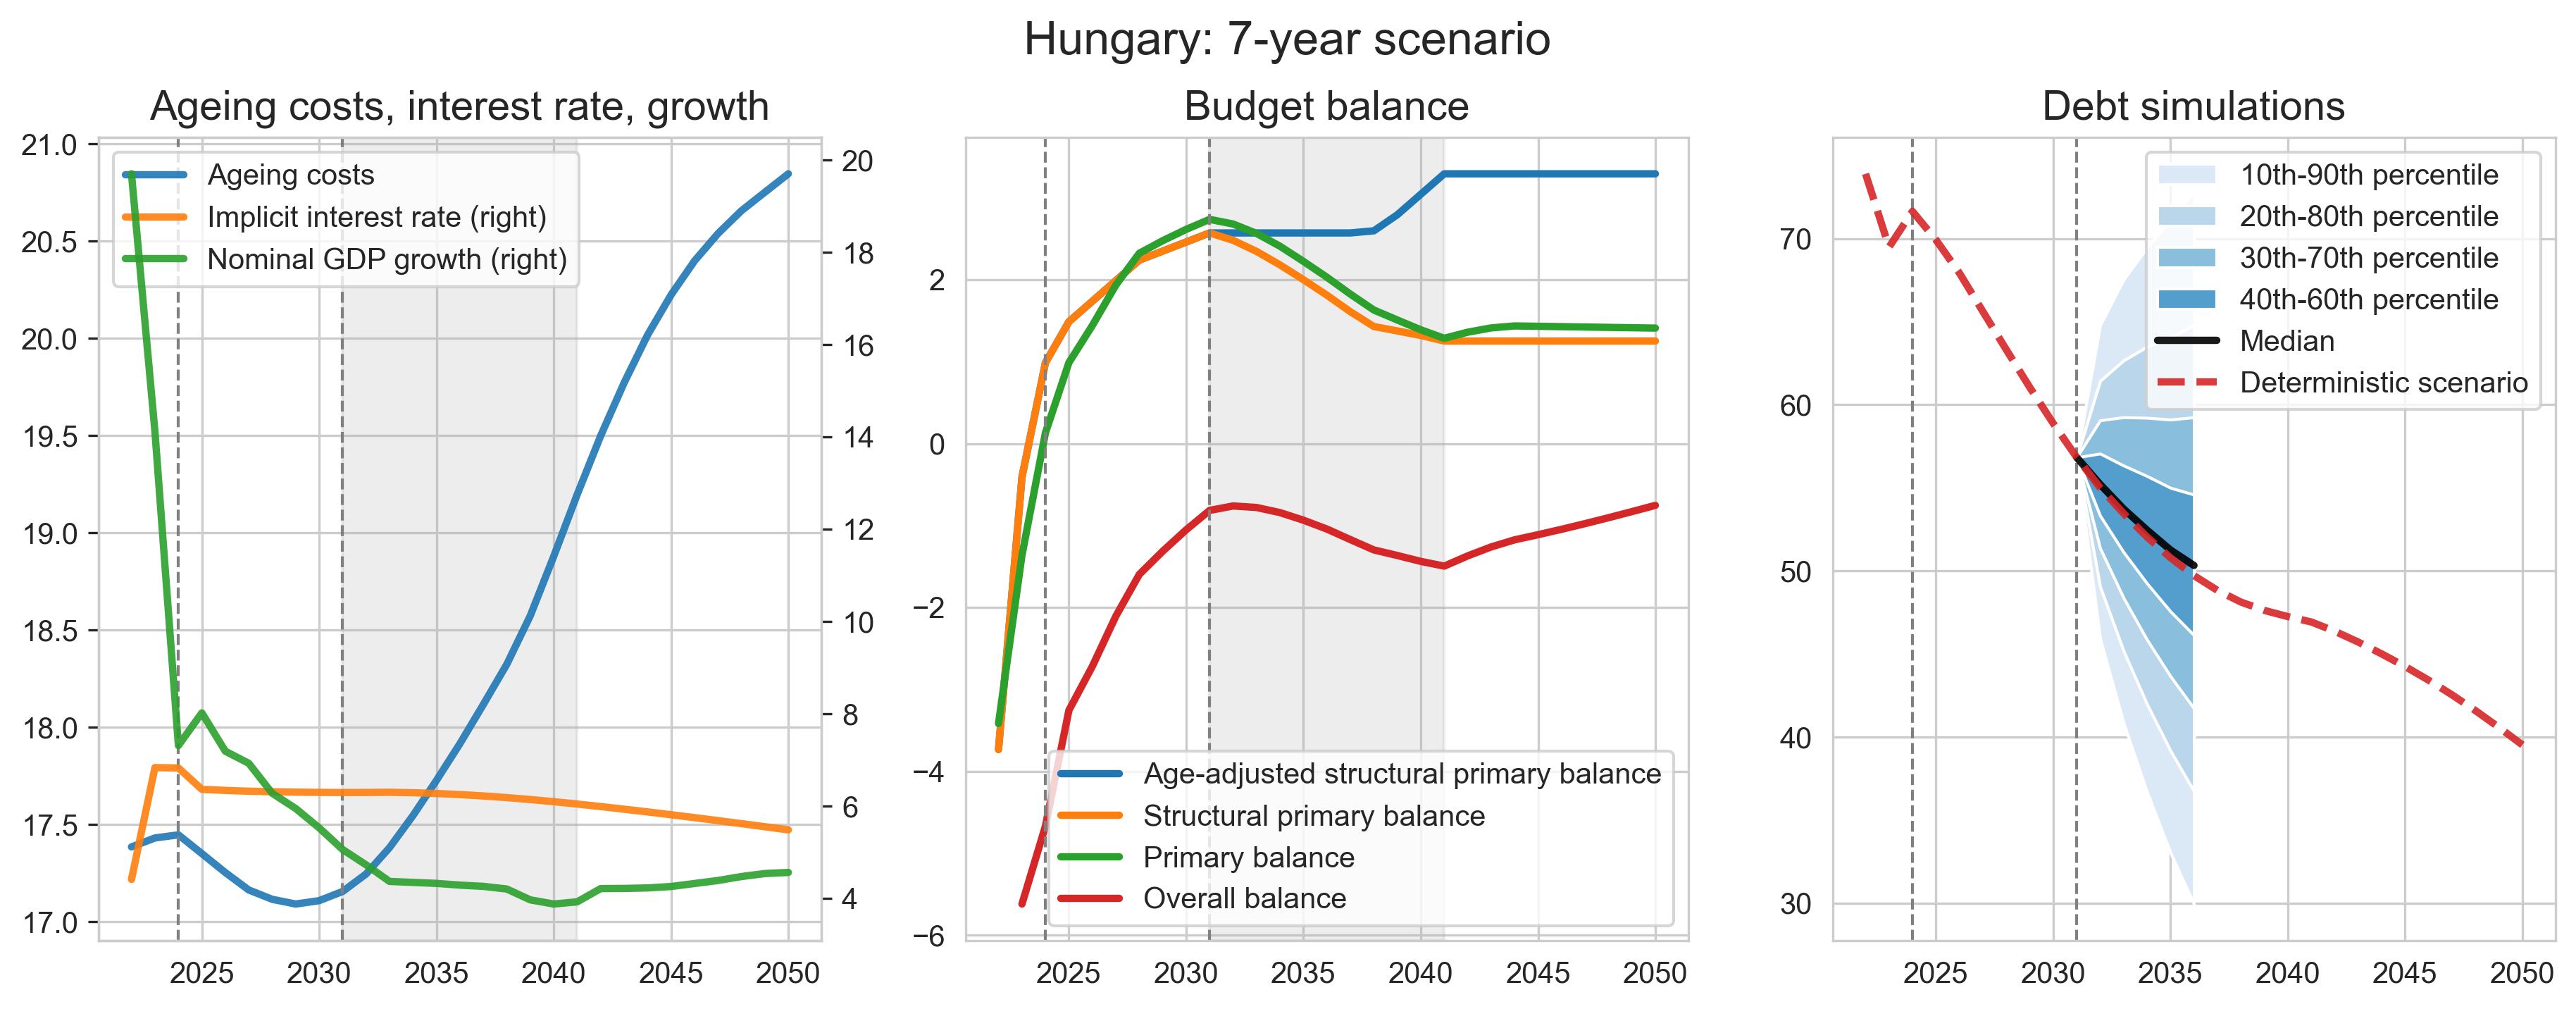 Hungary: 7-year scenario
Ageing costs, interest rate, growth
21.0
20.5
20.0
19.5
19.0
18.5
18.0
17.5
17.0
20
18
16
14
12
10
8
6
4
Ageing costs
Implicit interest rate (right)
Nominal GDP growth (right)
2025 2030 2035 2040 2045 2050
Budget balance
2
0
−2
−4
−6
Age-adjusted structural primary balance
Structural primary balance
Primary balance
Overall balance
2025 2030 2035 2040 2045 2050
Debt simulations
70
60
50
40
30
10th-90th percentile
20th-80th percentile
30th-70th percentile
40th-60th percentile
Median
Deterministic scenario
2025 2030 2035 2040 2045 2050